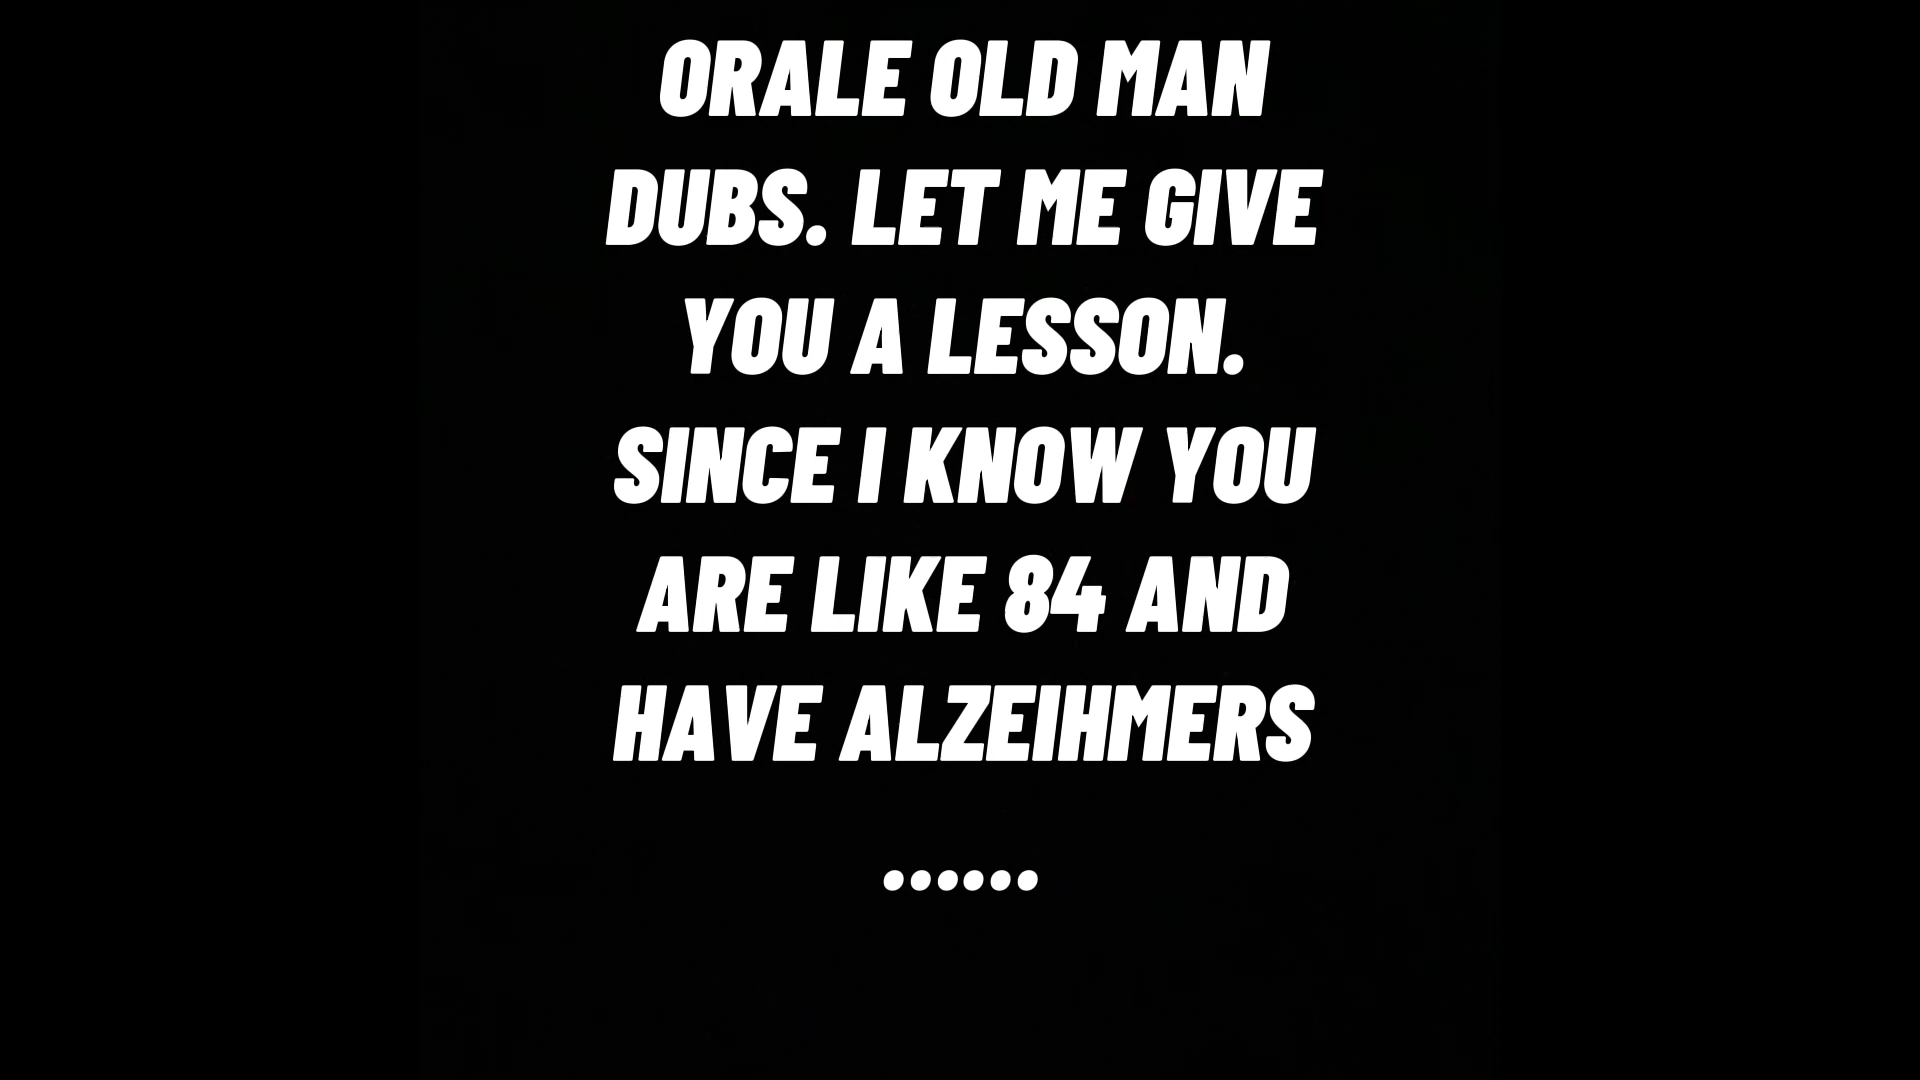 ORALE OLD MAN
DUBS. LET ME GIVE
YOU A LESSON.
SINCE I KNOW YOU
ARE LIKE 84 AND
HAVE ALZEIHMERS
......